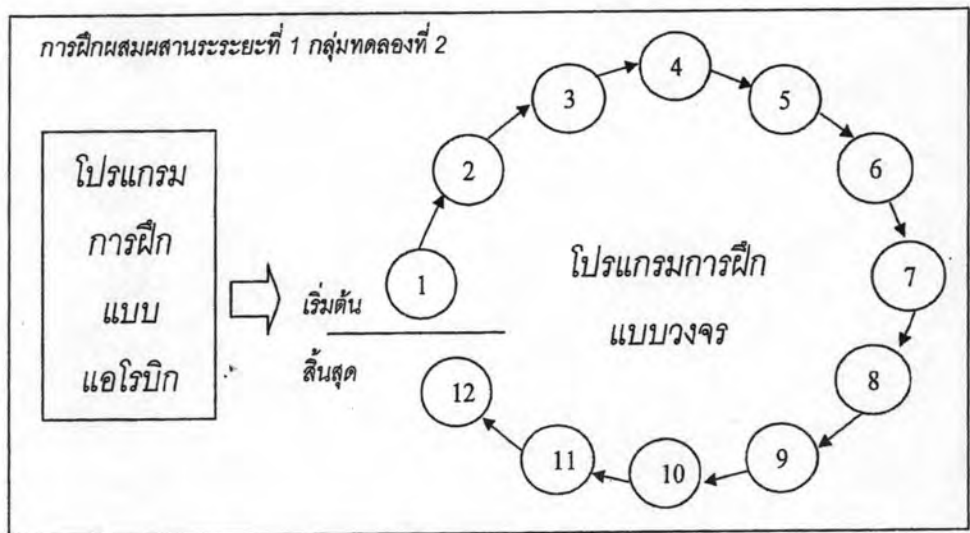 การฝึกผสมผสานระระยะที่ 1 กลุ่มทดลองที่ 2
โปรแกรม
การฝึก
แบบ
แอโรบิก
เริ่มต้น
สิ้นสุด
1
2
3
4
5
6
7
8
9
10
11
12
โปรแกรมการฝึก
แบบวงจร